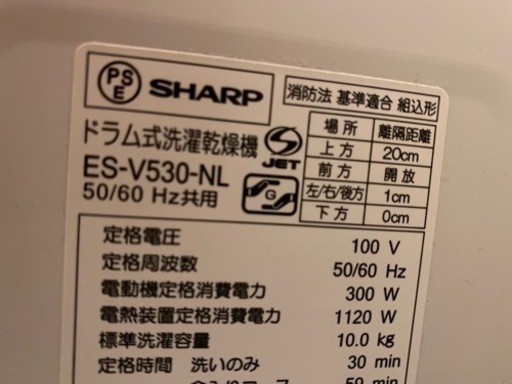 PSE SHARP
ドラム式洗濯乾燥機
ES-V530-NL
50/60 Hz共用
JET
G
消防法 基準適合 組込形
場所 離隔距離
上方 20cm
前方 開放
左/右/後方 1cm
下方 0cm
定格電圧 100 V
定格周波数 50/60 Hz
電動機定格消費電力 300 W
電熱装置定格消費電力 1120 W
標準洗濯容量 10.0 kg
定格時間 洗いのみ 30 min